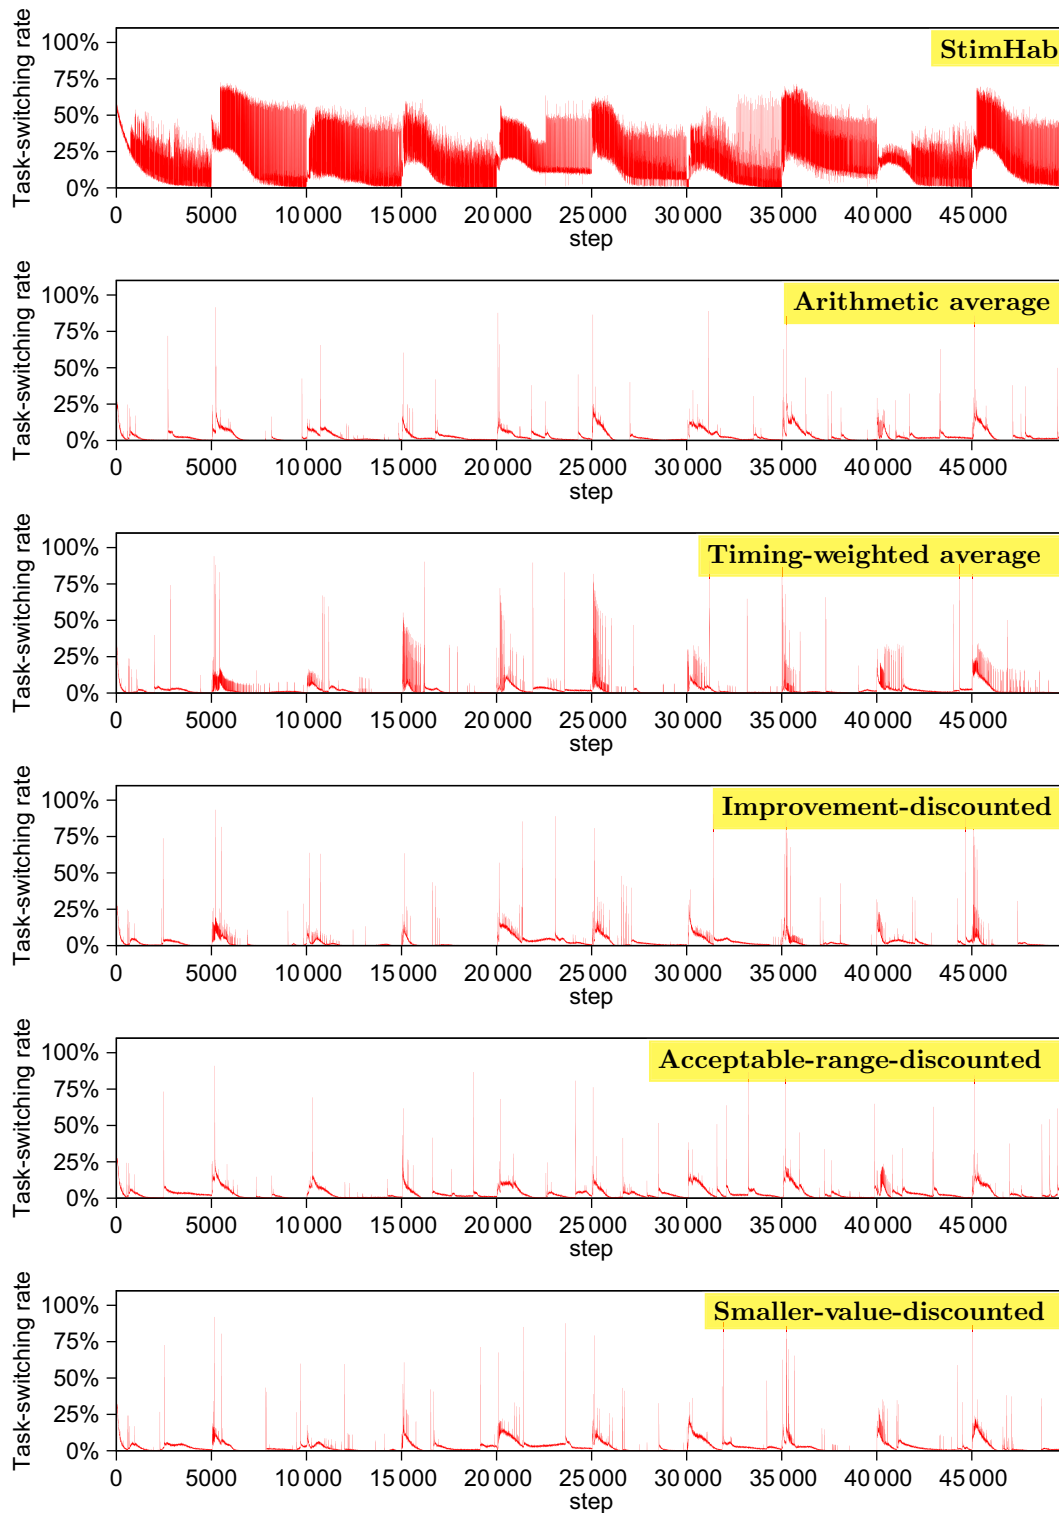 StimHab
Task-switching rate
100%
75%
50%
25%
0%
0 5000 10 000 15 000 20 000 25 000 30 000 35 000 40 000 45 000
step
Arithmetic average
Task-switching rate
100%
75%
50%
25%
0%
0 5000 10 000 15 000 20 000 25 000 30 000 35 000 40 000 45 000
step
Timing-weighted average
Task-switching rate
100%
75%
50%
25%
0%
0 5000 10 000 15 000 20 000 25 000 30 000 35 000 40 000 45 000
step
Improvement-discounted
Task-switching rate
100%
75%
50%
25%
0%
0 5000 10 000 15 000 20 000 25 000 30 000 35 000 40 000 45 000
step
Acceptable-range-discounted
Task-switching rate
100%
75%
50%
25%
0%
0 5000 10 000 15 000 20 000 25 000 30 000 35 000 40 000 45 000
step
Smaller-value-discounted
Task-switching rate
100%
75%
50%
25%
0%
0 5000 10 000 15 000 20 000 25 000 30 000 35 000 40 000 45 000
step